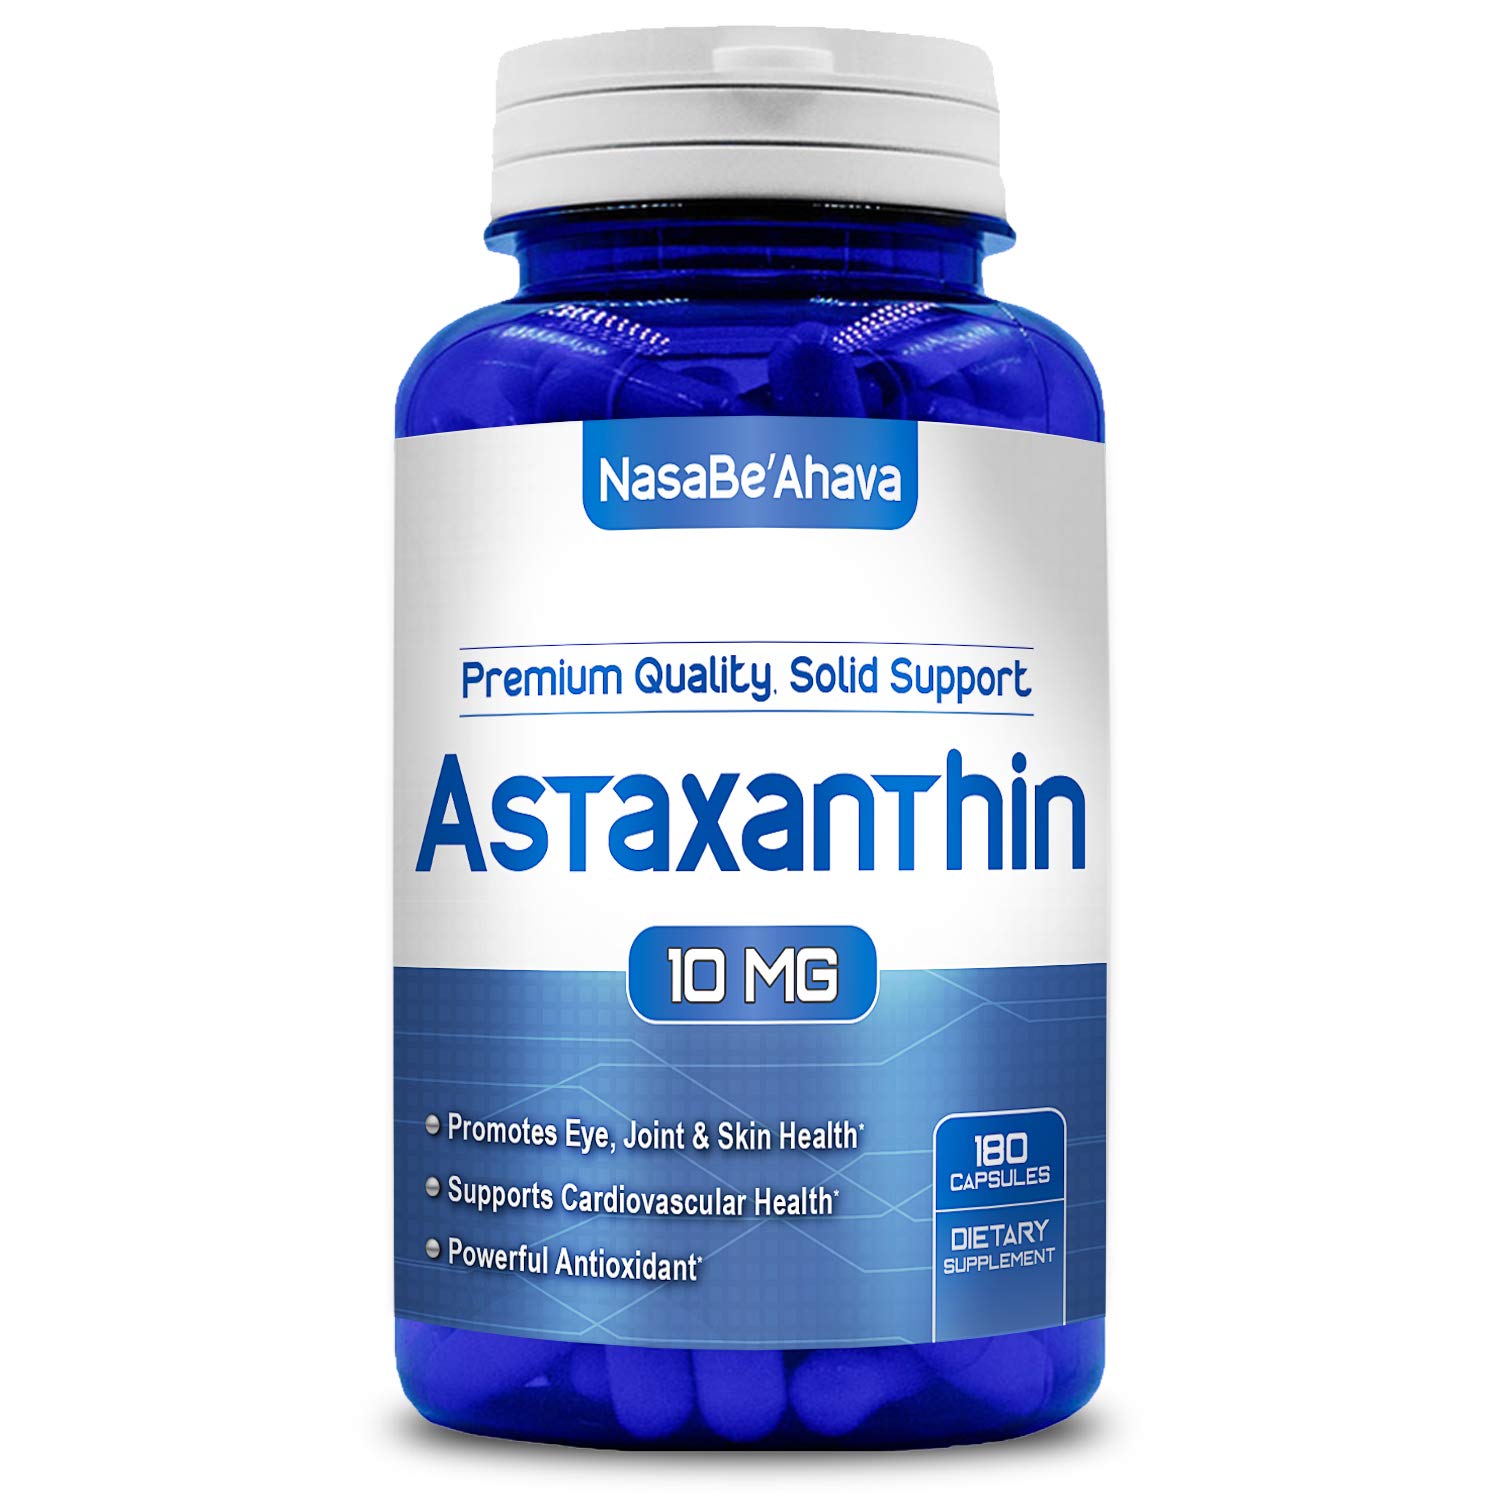 NasaBe'Ahava
Premium Quality, Solid Support
Astaxanthin
10 MG
Promotes Eye, Joint & Skin Health*
Supports Cardiovascular Health*
Powerful Antioxidant*
180
CAPSULES
DIETARY
SUPPLEMENT